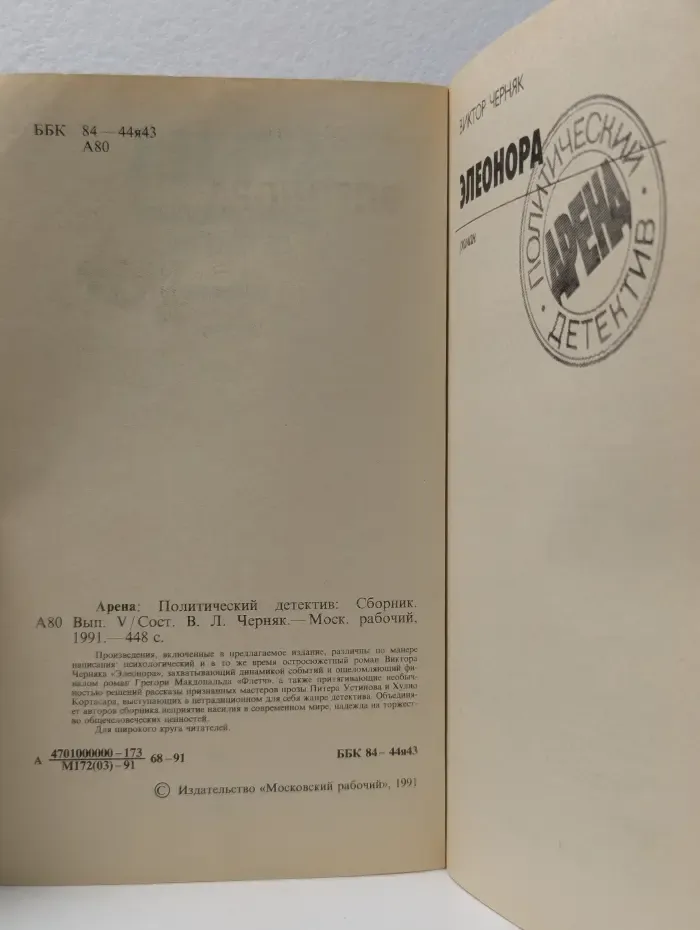 ББК 84—44я43
А80
Арена: Политический детектив: Сборник.
А80 Вып. V/Сост. В. Л. Черняк.—Моск. рабочий,
1991.—448 с.
Произведения, включенные в предлагаемое издание, различны по манере
написания: психологический и в то же время остросюжетный роман Виктора
Черняка «Элеонора», захватывающий динамикой событий и ошеломляющий фи-
налом роман Грегори Макдональда «Флетч», а также притягивающие необыч-
ностью решений рассказы признанных мастеров прозы Питера Устинова и Хулио
Кортасара, выступающих в нетрадиционном для себя жанре детектива. Объединя-
ет авторов сборника неприятие насилия в современном мире, надежда на торжест-
во общечеловеческих ценностей.
Для широкого круга читателей.
А 4701000000—173
М172(03)—91 68—91
ББК 84—44я43
© Издательство «Московский рабочий», 1991
ВИКТОР ЧЕРНЯК
ЭЛЕОНОРА
роман
ПОЛИТИЧЕСКИЙ
АРЕНА
ДЕТЕКТИВ